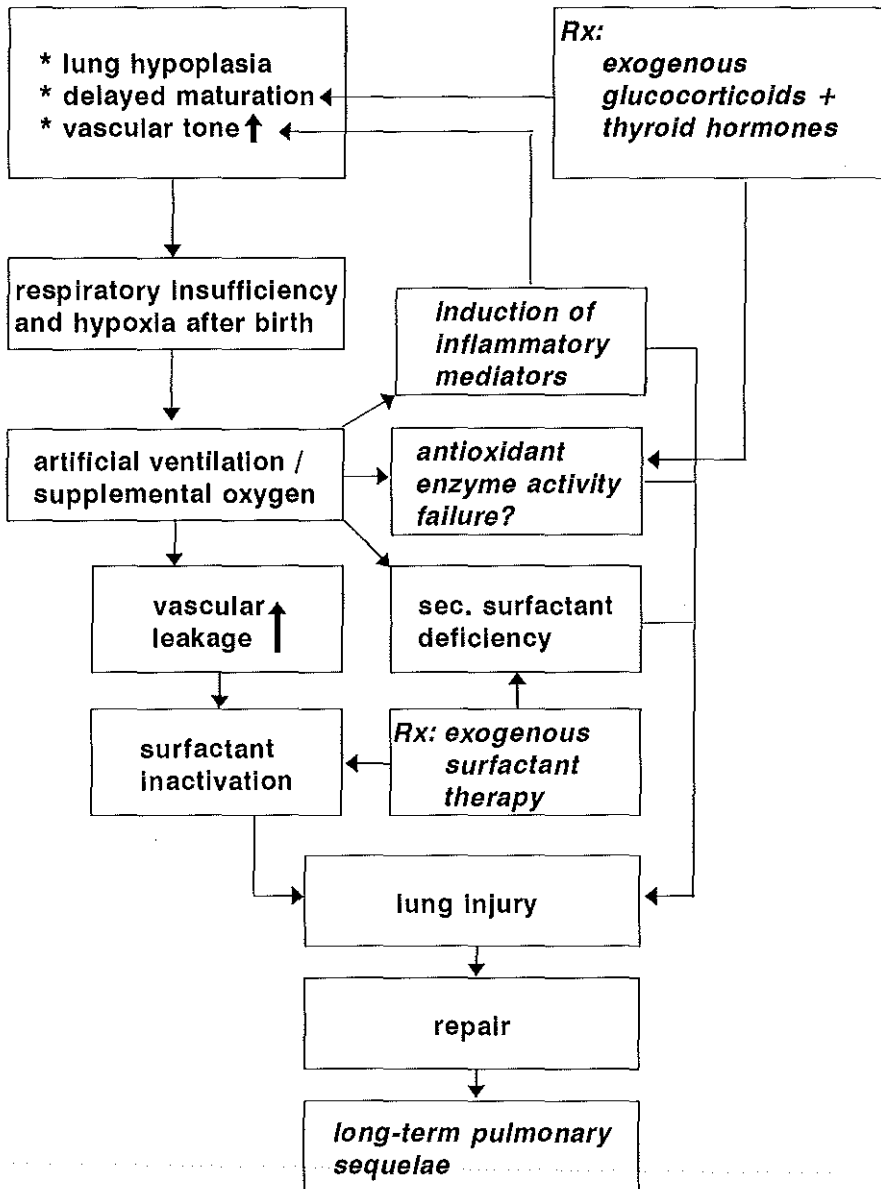 * lung hypoplasia
* delayed maturation
* vascular tone
Rx:
exogenous
glucocorticoids +
thyroid hormones
respiratory insufficiency
and hypoxia after birth
induction of
inflammatory
mediators
artificial ventilation /
supplemental oxygen
antioxidant
enzyme activity
failure?
vascular
leakage
sec. surfactant
deficiency
surfactant
inactivation
Rx: exogenous
surfactant
therapy
lung injury
repair
long-term pulmonary
sequelae